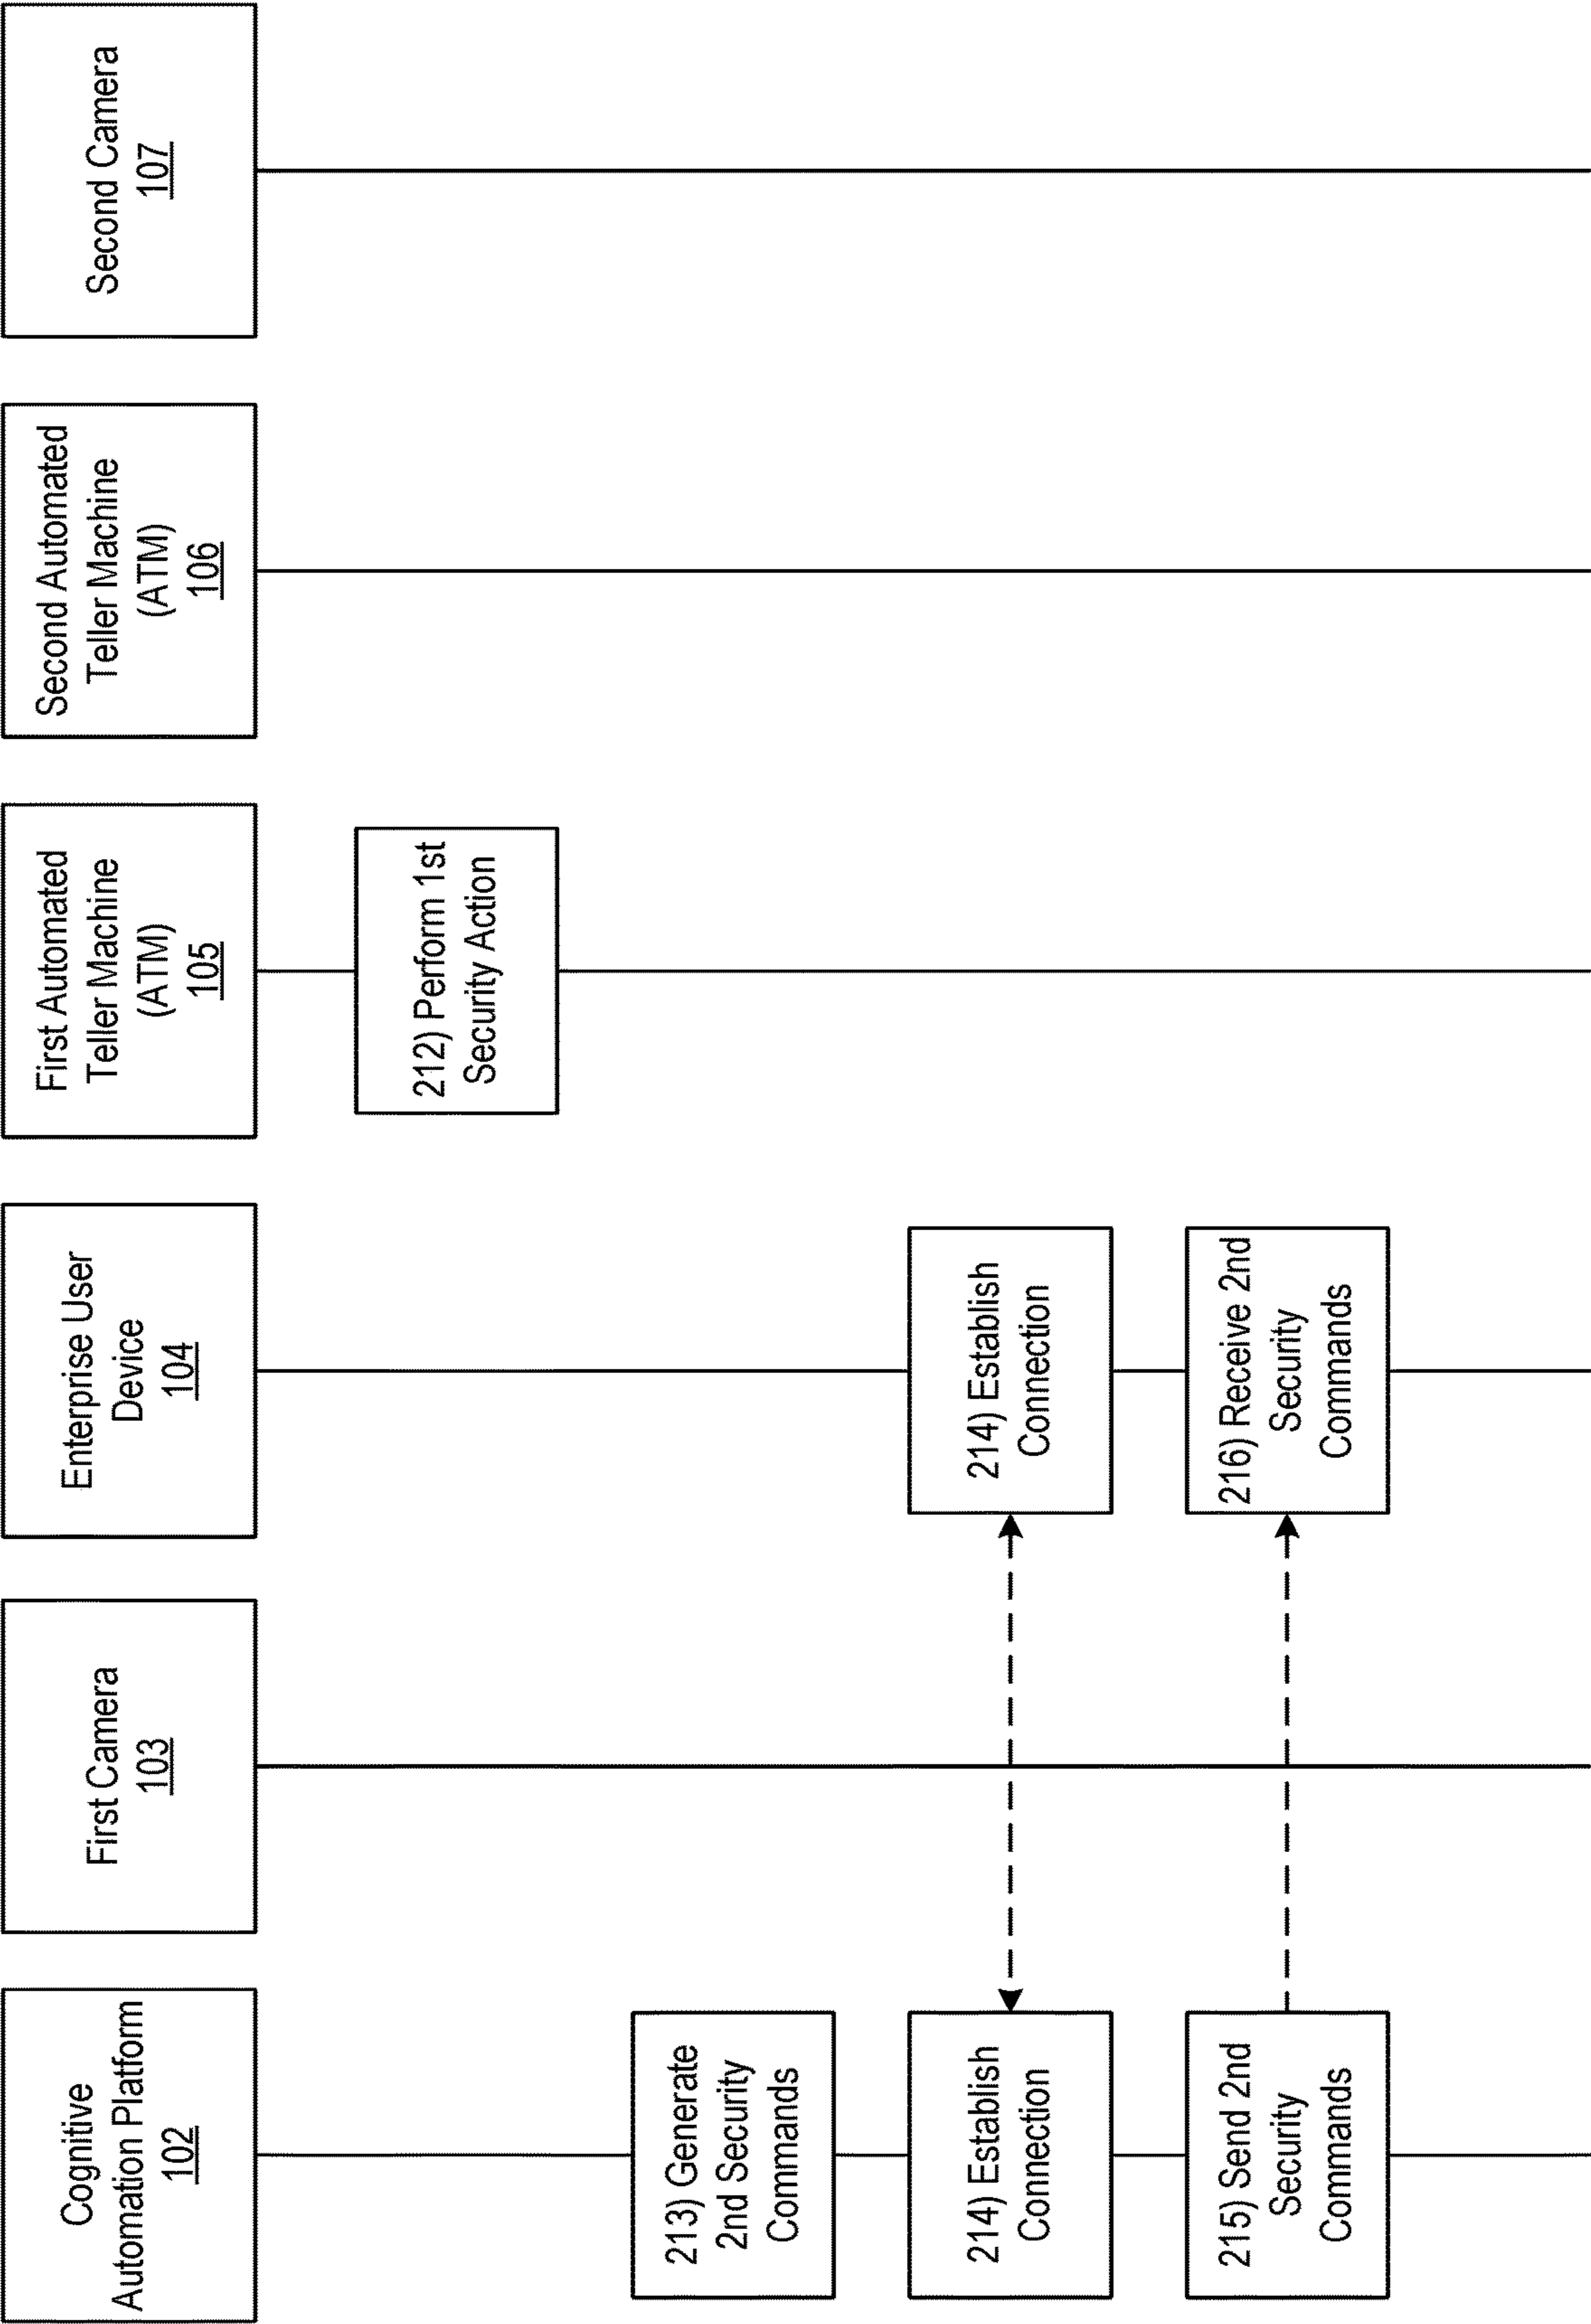 Cognitive
Automation Platform
102
First Camera
103
Enterprise User
Device
104
First Automated
Teller Machine
(ATM)
105
Second Automated
Teller Machine
(ATM)
106
Second Camera
107
212) Perform 1st
Security Action
213) Generate
2nd Security
Commands
214) Establish
Connection
214) Establish
Connection
215) Send 2nd
Security
Commands
216) Receive 2nd
Security
Commands